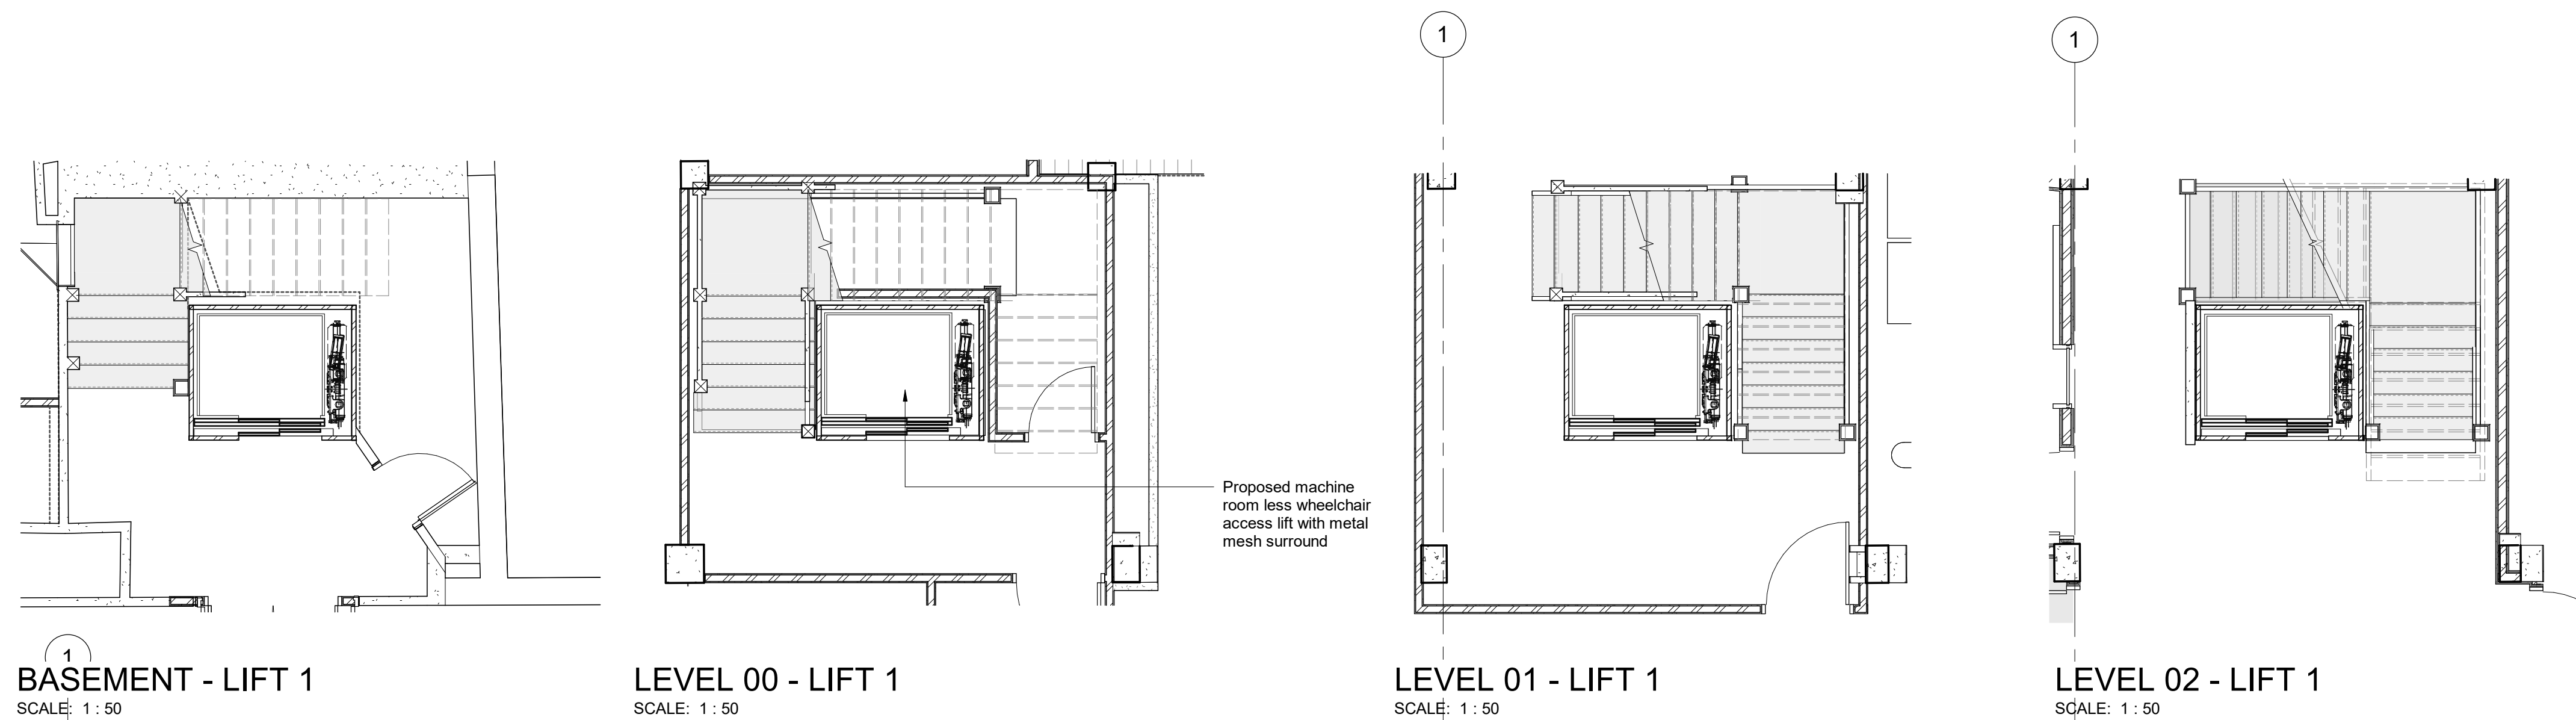 1
1
Proposed machine
room less wheelchair
access lift with metal
mesh surround
1
BASEMENT - LIFT 1
SCALE: 1 : 50
LEVEL 00 - LIFT 1
SCALE: 1 : 50
LEVEL 01 - LIFT 1
SCALE: 1 : 50
LEVEL 02 - LIFT 1
SCALE: 1 : 50